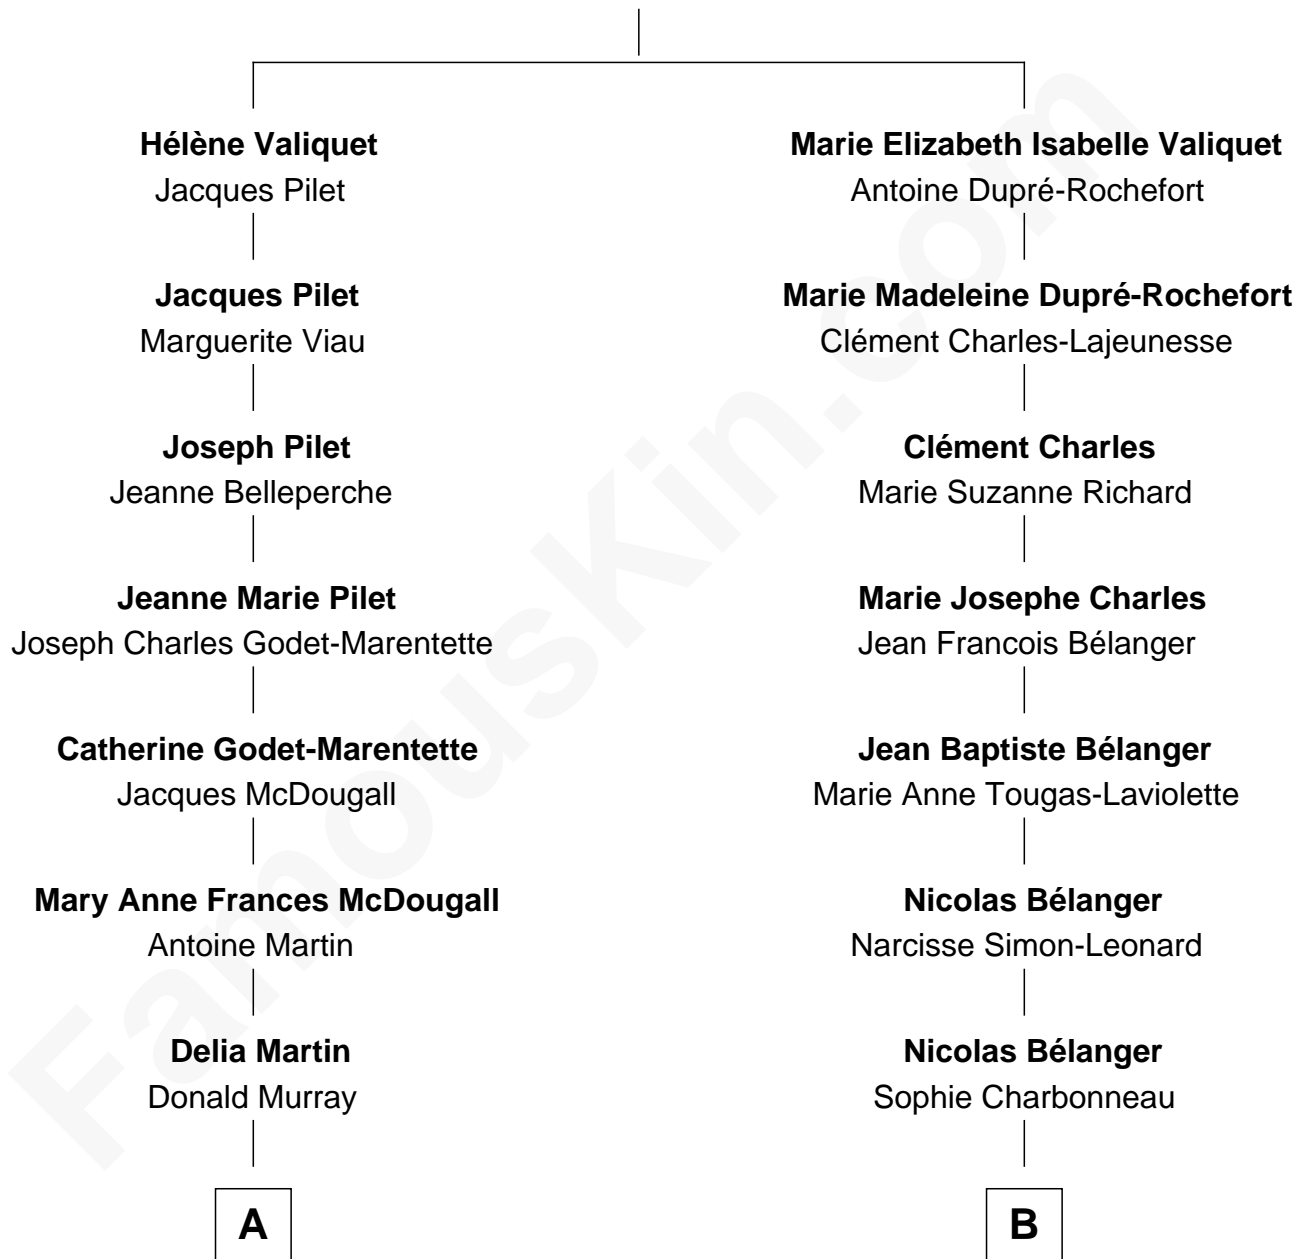 Hélène Valiquet
Jacques Pilet
Jacques Pilet
Marguerite Viau
Joseph Pilet
Jeanne Belleperche
Jeanne Marie Pilet
Joseph Charles Godet-Marentette
Catherine Godet-Marentette
Jacques McDougall
Mary Anne Frances McDougall
Antoine Martin
Delia Martin
Donald Murray
A
Marie Elizabeth Isabelle Valiquet
Antoine Dupré-Rochefort
Marie Madeleine Dupré-Rochefort
Clément Charles-Lajeunesse
Clément Charles
Marie Suzanne Richard
Marie Josephe Charles
Jean Francois Bélanger
Jean Baptiste Bélanger
Marie Anne Tougas-Laviolette
Nicolas Bélanger
Narcisse Simon-Leonard
Nicolas Bélanger
Sophie Charbonneau
B
FamousKin.com